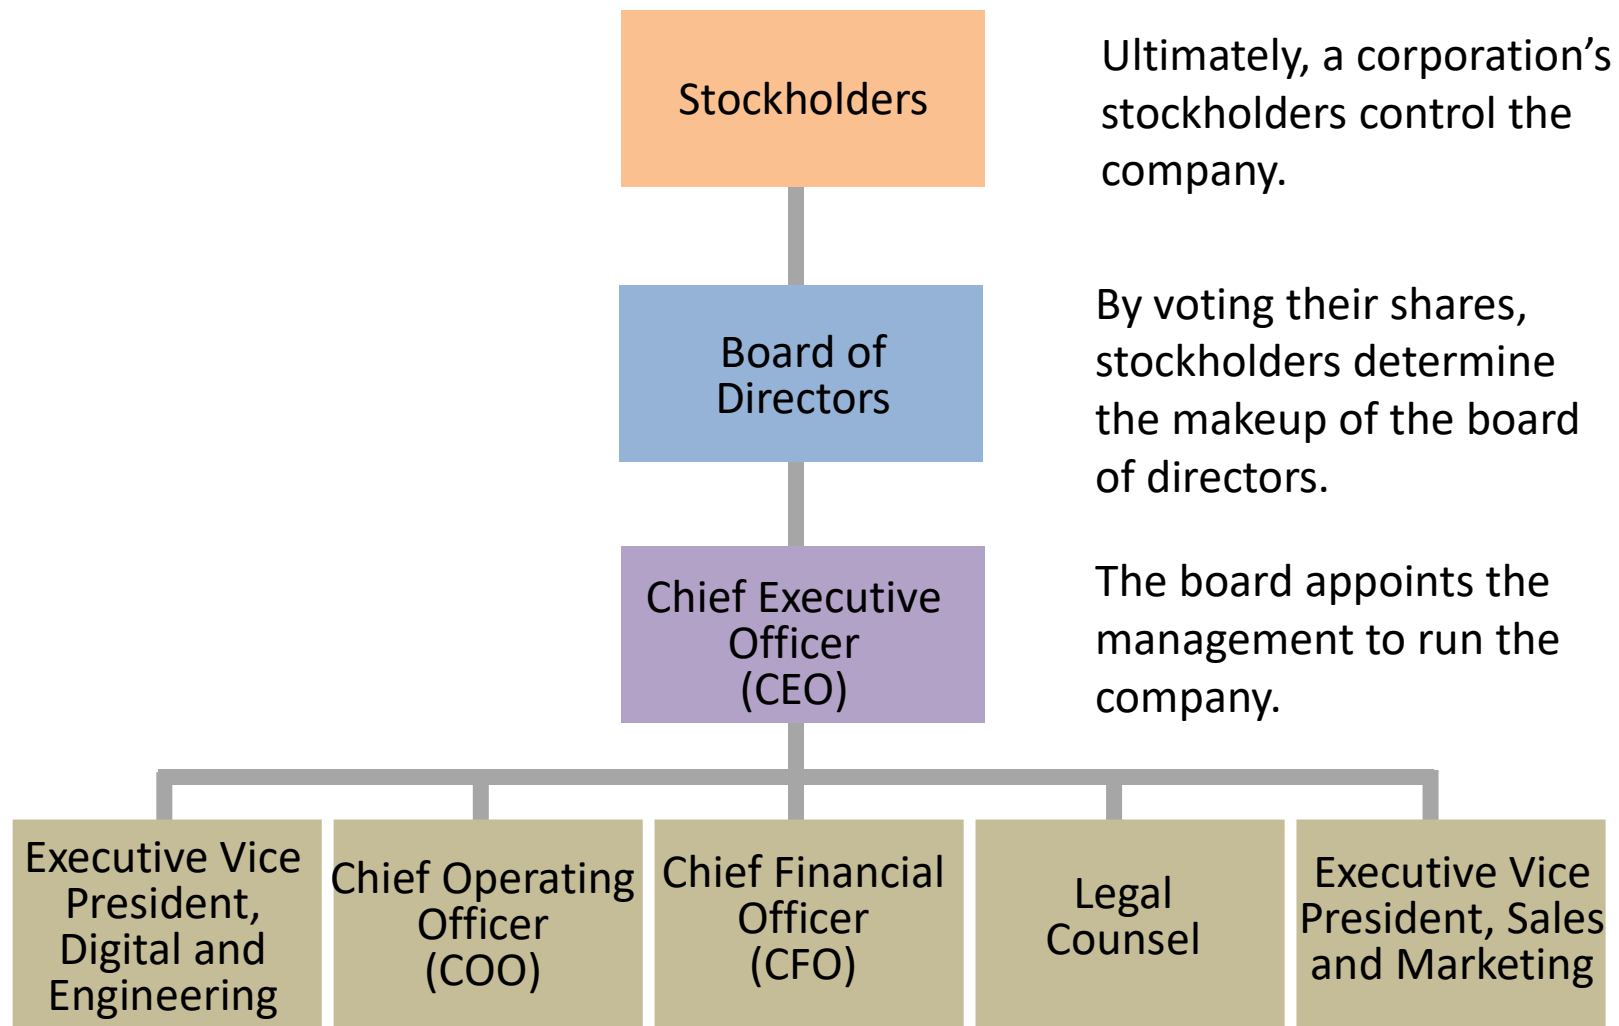 Stockholders
Ultimately, a corporation’s
stockholders control the
company.
Board of
Directors
By voting their shares,
stockholders determine
the makeup of the board
of directors.
Chief Executive
Officer
(CEO)
The board appoints the
management to run the
company.
Executive Vice
President,
Digital and
Engineering
Chief Operating
Officer
(COO)
Chief Financial
Officer
(CFO)
Legal
Counsel
Executive Vice
President, Sales
and Marketing